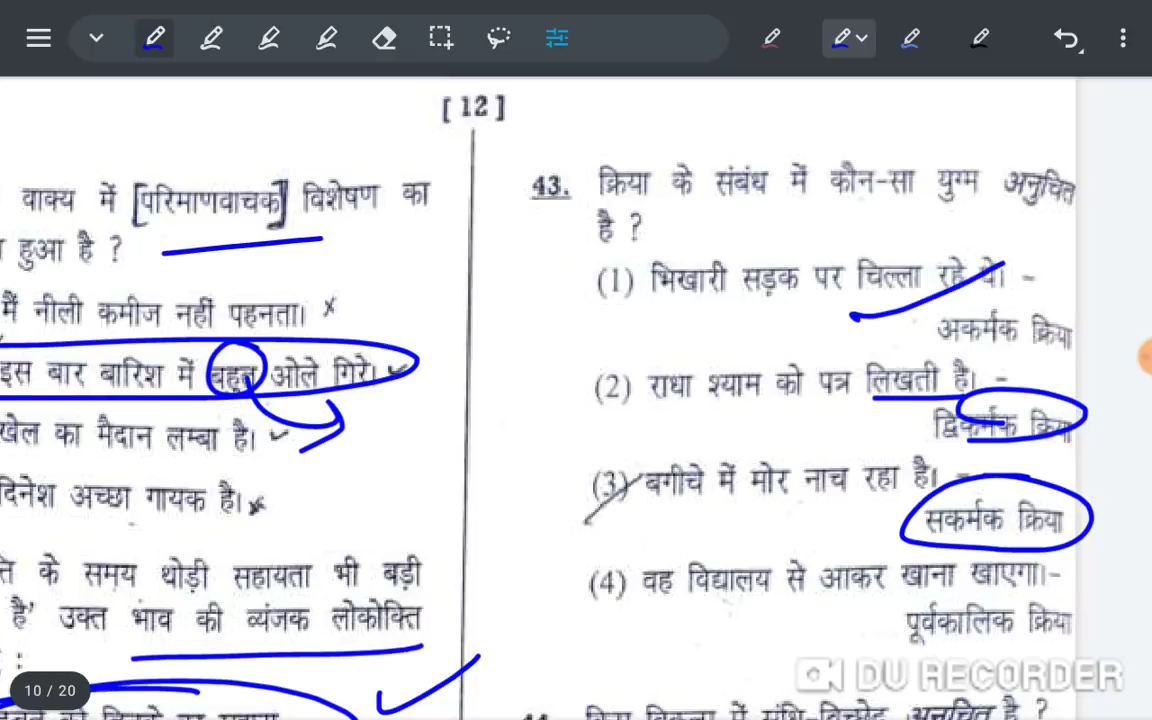 [ 12 ]
वाक्य में [परिमाणवाचक] विशेषण का
हुआ है ?
मैं नीली कमीज नहीं पहनता।
इस बार बारिश में बहुत ओले गिरे।
खेल का मैदान लम्बा है।
दिनेश अच्छा गायक है।
के समय थोड़ी सहायता भी बड़ी
है' उक्त भाव की व्यंजक लोकोक्ति
:
43. क्रिया के संबंध में कौन-सा युग्म अनुचित
है ?
(1) भिखारी सड़क पर चिल्ला रहे थे। -
अकर्मक क्रिया
(2) राधा श्याम को पत्र लिखती है। -
द्विकर्मक क्रिया
(3) बगीचे में मोर नाच रहा है। -
सकर्मक क्रिया
(4) वह विद्यालय से आकर खाना खाएगा।-
पूर्वकालिक क्रिया
10 / 20
DU RECORDER
में संधि-विच्छेद अनुचित है ?